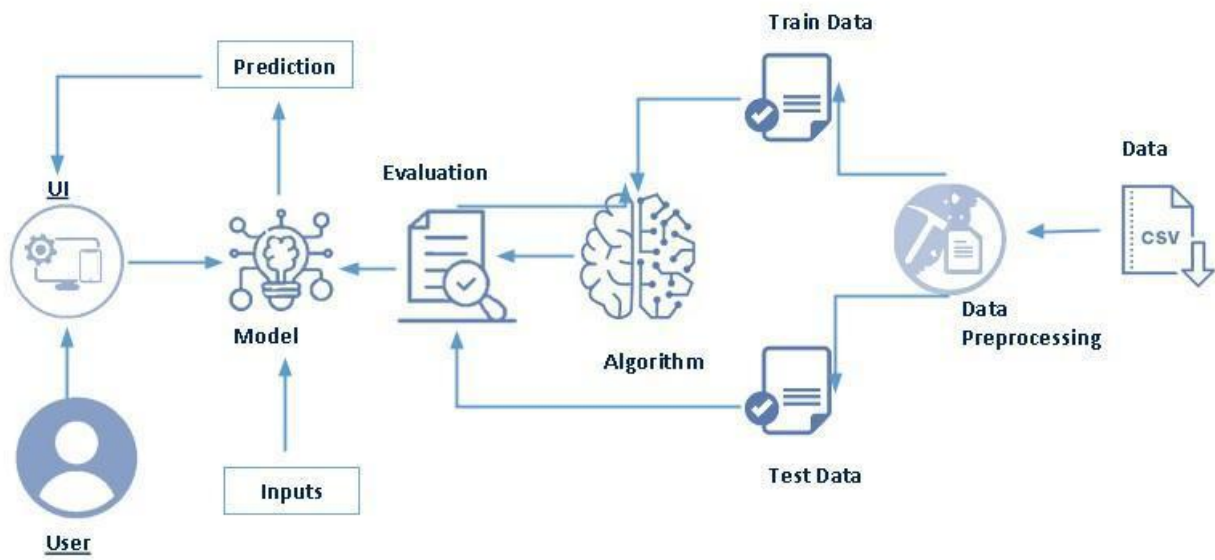 Train Data
Prediction
Data
Evaluation
UI
CSV
Data
Preprocessing
Model
Algorithm
Test Data
Inputs
User